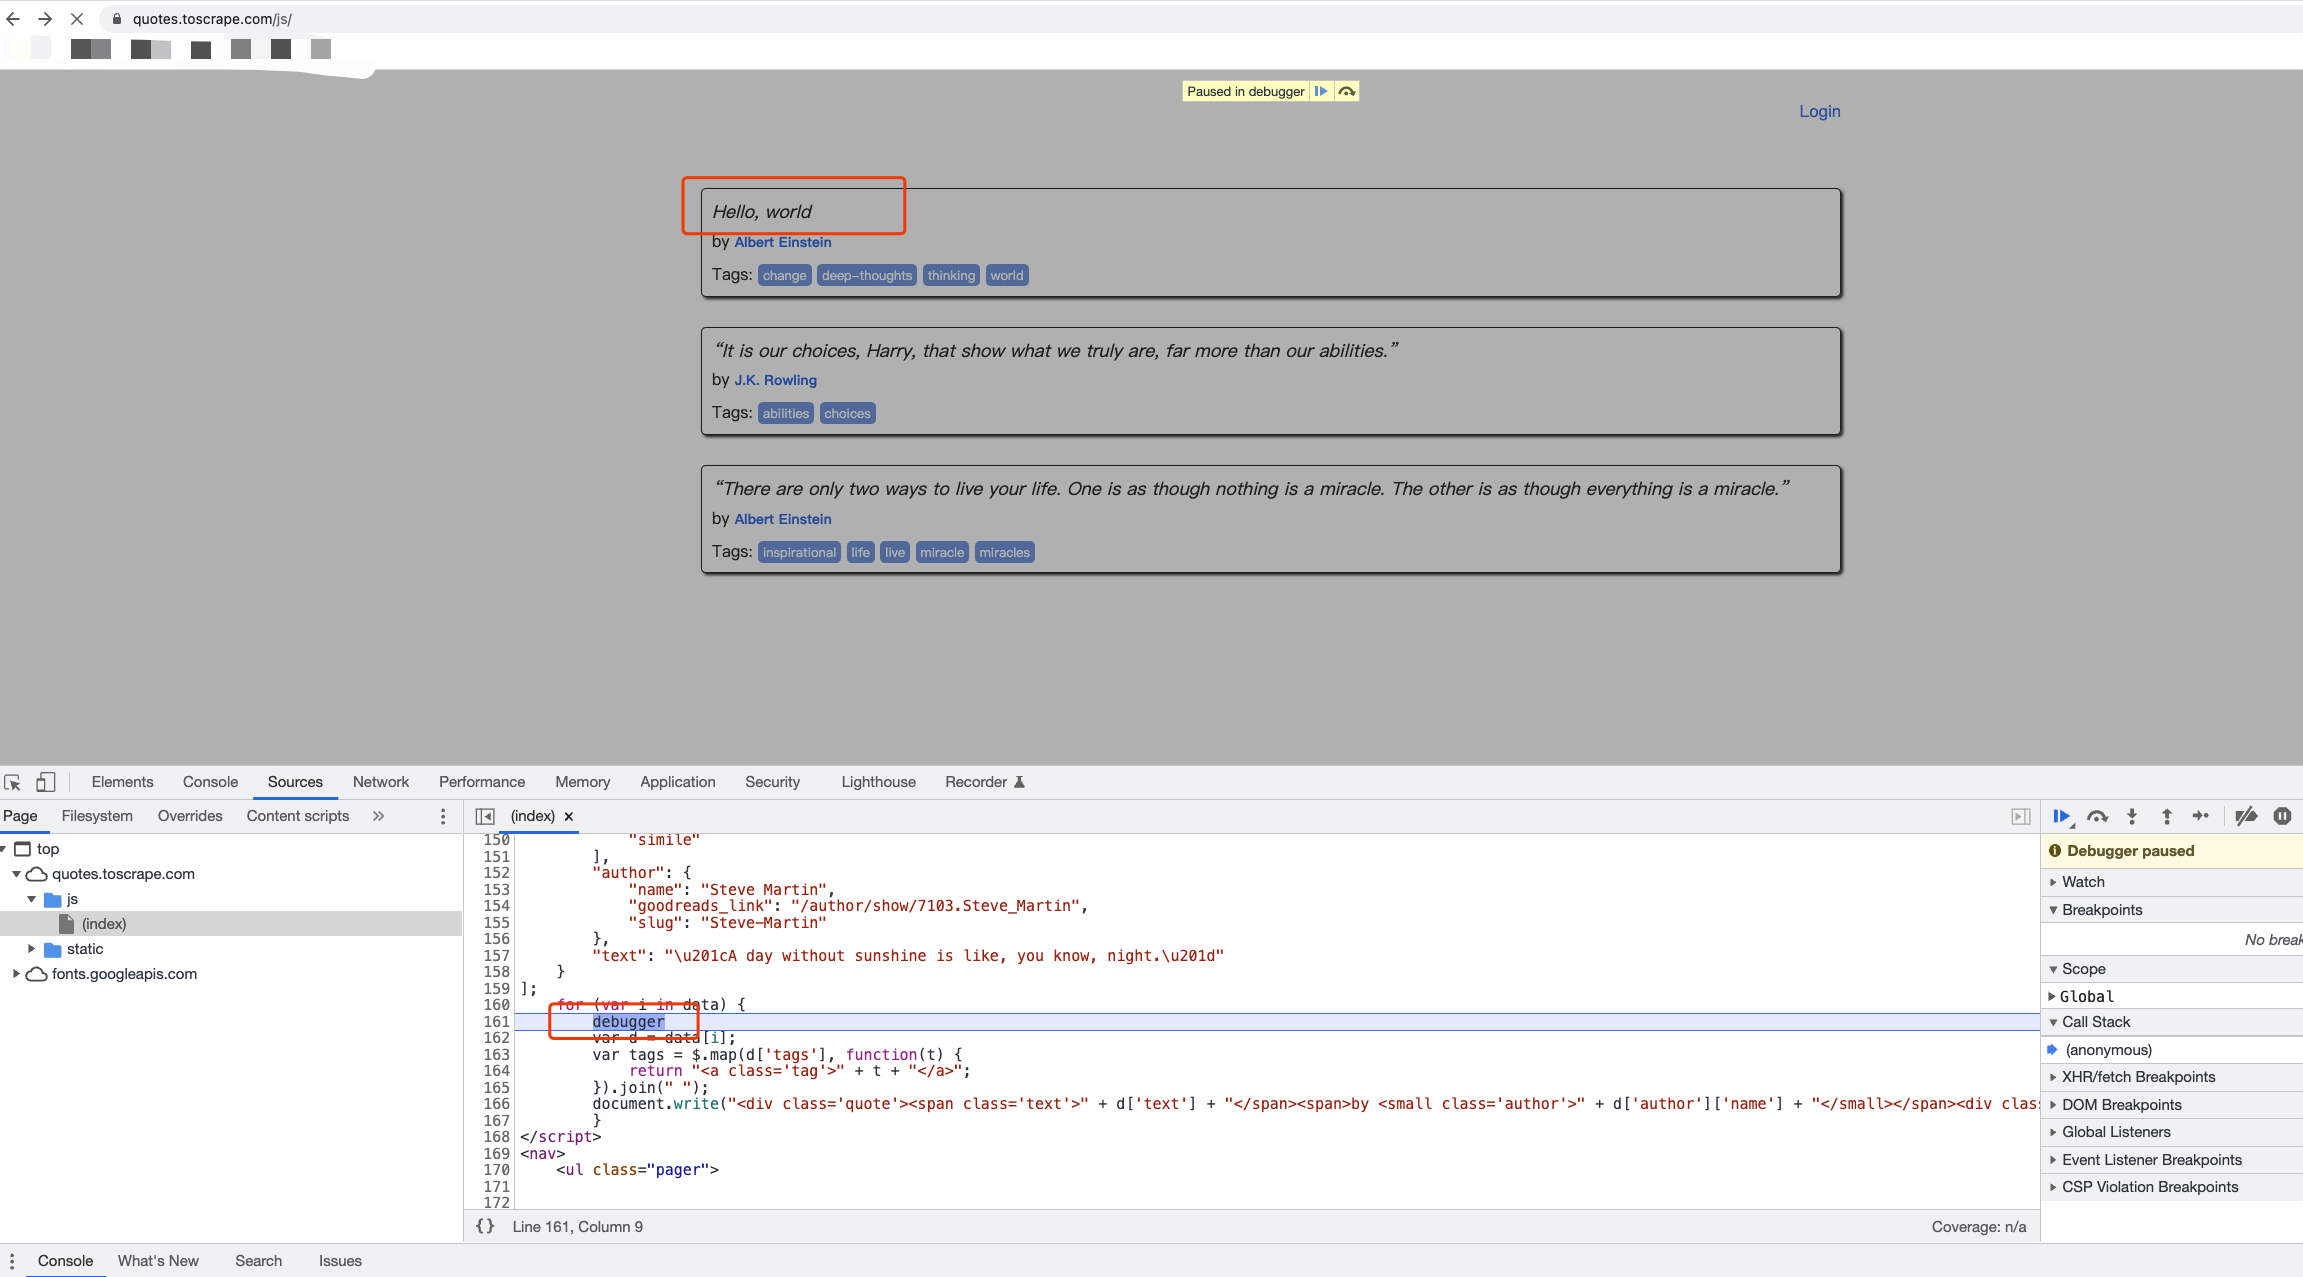 quotes.toscrape.com/js/
Paused in debugger
Login
Hello, world
by Albert Einstein
Tags: change deep-thoughts thinking world
“It is our choices, Harry, that show what we truly are, far more than our abilities.”
by J.K. Rowling
Tags: abilities choices
“There are only two ways to live your life. One is as though nothing is a miracle. The other is as though everything is a miracle.”
by Albert Einstein
Tags: inspirational life live miracle miracles
Elements Console Sources Network Performance Memory Application Security Lighthouse Recorder
Page Filesystem Overrides Content scripts »
top
quotes.toscrape.com
js
(index)
static
fonts.googleapis.com
(index) ×
150 "simile"
151 ],
152 "author": {
153 "name": "Steve Martin",
154 "goodreads_link": "/author/show/7103.Steve_Martin",
155 "slug": "Steve-Martin"
156 },
157 "text": "\u201cA day without sunshine is like, you know, night.\u201d"
158 }
159 ];
160 for (var i in data) {
161 debugger
162 var d = data[i];
163 var tags = $.map(d['tags'], function(t) {
164 return "<a class='tag'>" + t + "</a>";
165 }).join(" ");
166 document.write("<div class='quote'><span class='text'>" + d['text'] + "</span><span>by <small class='author'>" + d['author']['name'] + "</small></span><div clas
167 }
168 </script>
169 <nav>
170 <ul class="pager">
171
172
{} Line 161, Column 9
Coverage: n/a
Debugger paused
Watch
Breakpoints
No break
Scope
Global
Call Stack
(anonymous)
XHR/fetch Breakpoints
DOM Breakpoints
Global Listeners
Event Listener Breakpoints
CSP Violation Breakpoints
Console What's New Search Issues